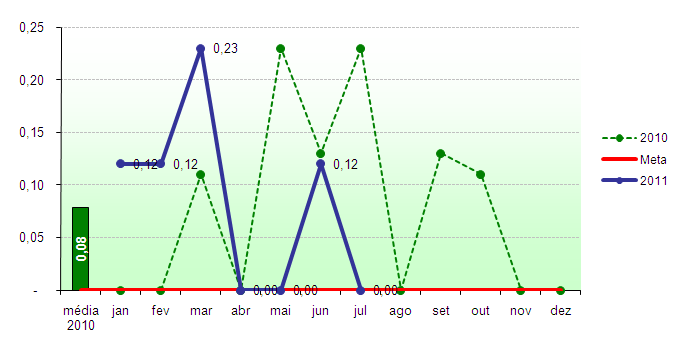 0,25
0,20
0,15
0,10
0,05
-
0,08
0,12
0,12
0,23
0,00
0,00
0,12
0,00
média 2010
jan
fev
mar
abr
mai
jun
jul
ago
set
out
nov
dez
2010
Meta
2011